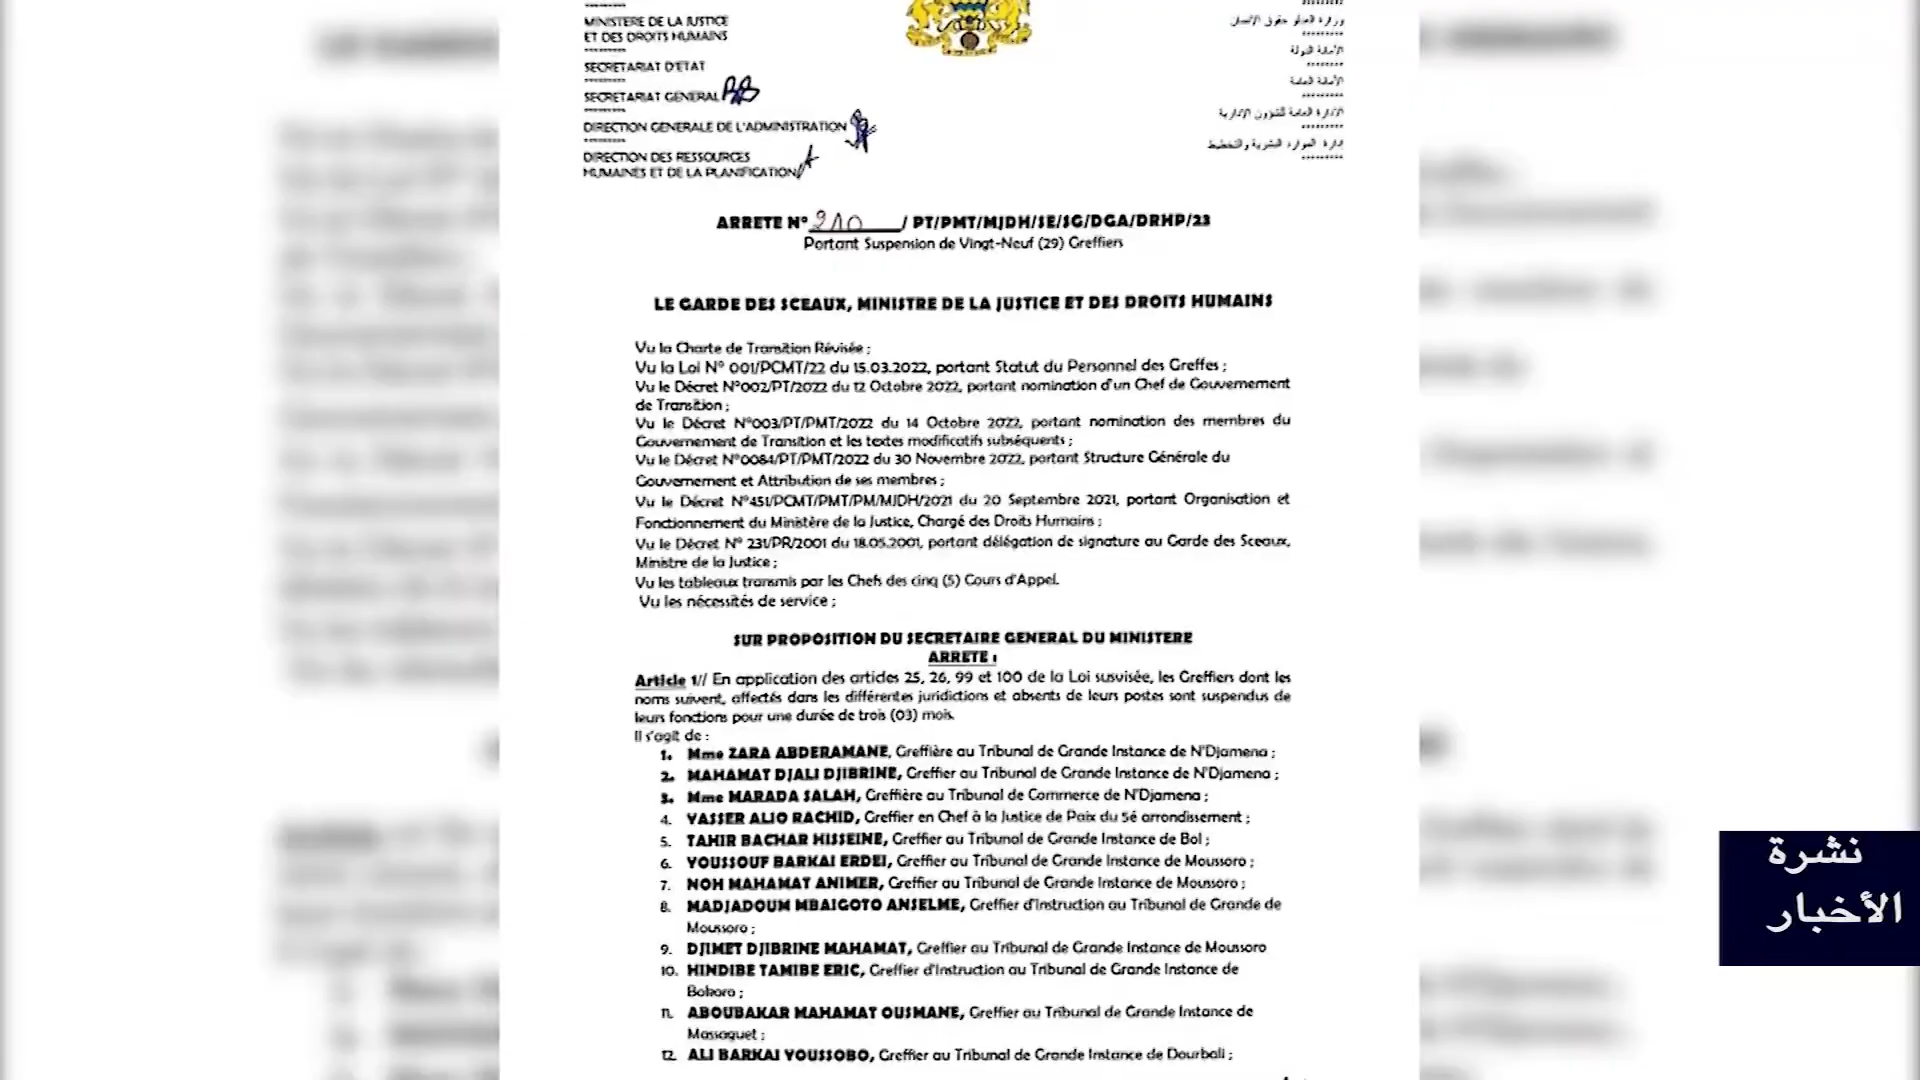 MINISTERE DE LA JUSTICE
ET DES DROITS HUMAINS
SECRETARIAT D'ETAT
SECRETARIAT GENERAL
DIRECTION GENERALE DE L'ADMINISTRATION
DIRECTION DES RESSOURCES
HUMAINES ET DE LA PLANIFICATION
حقوق الإنسان
الأمانة العامة
الإدارة العامة للشؤون الإدارية
إدارة الموارد البشرية والتخطيط
ARRETE N° 210 / PT/PMT/MJDH/SE/SG/DGA/DRHP/23
Portant Suspension de Vingt-Neuf (29) Greffiers
LE GARDE DES SCEAUX, MINISTRE DE LA JUSTICE ET DES DROITS HUMAINS
Vu la Charte de Transition Révisée ;
Vu la Loi N° 001/PCMT/22 du 15.03.2022, portant Statut du Personnel des Greffes ;
Vu le Décret N°002/PT/2022 du 12 Octobre 2022, portant nomination d'un Chef de Gouvernement
de Transition ;
Vu le Décret N°003/PT/PMT/2022 du 14 Octobre 2022, portant nomination des membres du
Gouvernement de Transition et les textes modificatifs subséquents ;
Vu le Décret N°0084/PT/PMT/2022 du 30 Novembre 2022, portant Structure Générale du
Gouvernement et Attribution de ses membres ;
Vu le Décret N°451/PCMT/PMT/PM/MJDH/2021 du 20 Septembre 2021, portant Organisation et
Fonctionnement du Ministère de la Justice, Chargé des Droits Humains ;
Vu le Décret N° 231/PR/2001 du 18.05.2001, portant délégation de signature au Garde des Sceaux,
Ministre de la Justice ;
Vu les tableaux transmis par les Chefs des cinq (5) Cours d'Appel.
Vu les nécessités de service ;
SUR PROPOSITION DU SECRETAIRE GENERAL DU MINISTERE
ARRETE :
Article 1// En application des articles 25, 26, 99 et 100 de la Loi susvisée, les Greffiers dont les
noms suivent, affectés dans les différentes juridictions et absents de leurs postes sont suspendus de
leurs fonctions pour une durée de trois (03) mois.
Il s'agit de :
1. Mme ZARA ABDERAMANE, Greffière au Tribunal de Grande Instance de N'Djamena ;
2. MAHAMAT DJALI DJIBRINE, Greffier au Tribunal de Grande Instance de N'Djamena ;
3. Mme MARADA SALAH, Greffière au Tribunal de Commerce de N'Djamena ;
4. YASSER ALIO RACHID, Greffier en Chef à la Justice de Paix du 5é arrondissement ;
5. TAHIR BACHAR HISSEINE, Greffier au Tribunal de Grande Instance de Bol ;
6. YOUSSOUF BARKAI ERDEI, Greffier au Tribunal de Grande Instance de Moussoro ;
7. NOH MAHAMAT ANIMER, Greffier au Tribunal de Grande Instance de Moussoro ;
8. MADJADOUM MBAIGOTO ANSELME, Greffier d'Instruction au Tribunal de Grande de
Moussoro ;
9. DJIMET DJIBRINE MAHAMAT, Greffier au Tribunal de Grande Instance de Moussoro
10. HINDIBE TAMIBE ERIC, Greffier d'Instruction au Tribunal de Grande Instance de
Bokoro ;
11. ABOUBAKAR MAHAMAT OUSMANE, Greffier au Tribunal de Grande Instance de
Massaguet ;
12. ALI BARKAI YOUSSOBO, Greffier au Tribunal de Grande Instance de Dourbali ;
نشرة
الأخبار